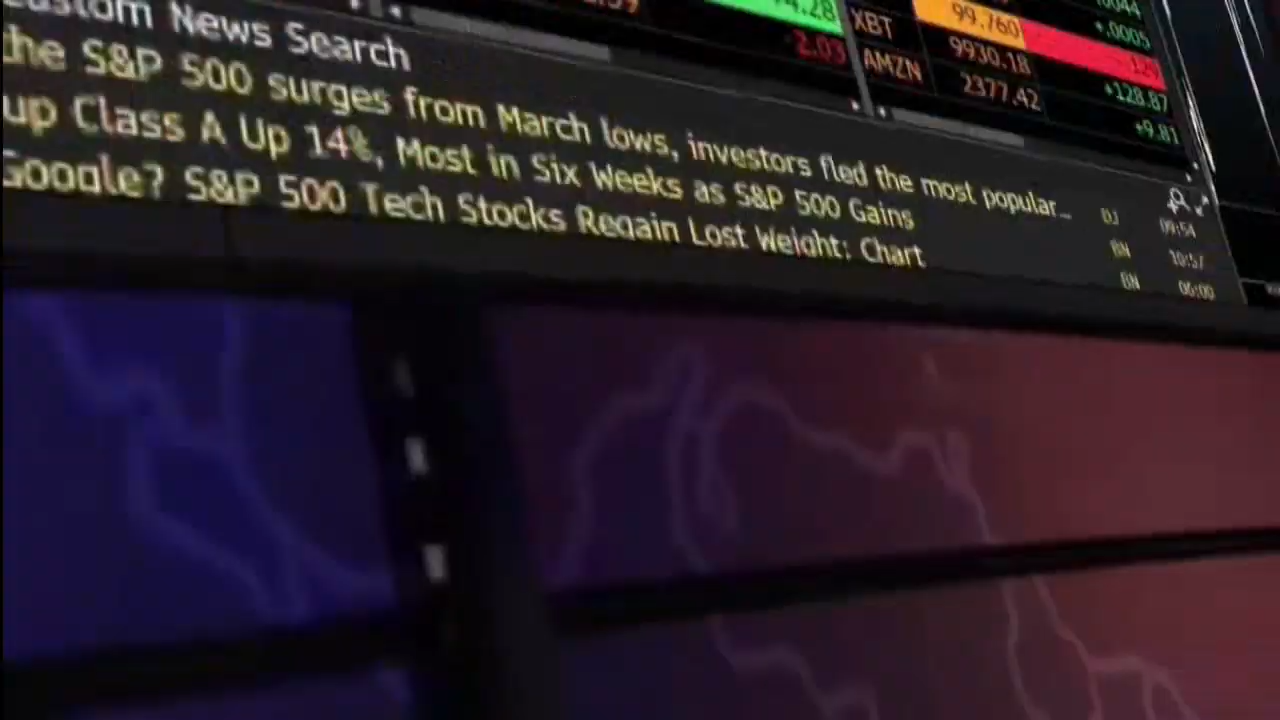 News Search
the S&P 500 surges from March lows, investors fled the most popular…
up Class A Up 14%, Most in Six Weeks as S&P 500 Gains
Google? S&P 500 Tech Stocks Regain Lost Weight: Chart
DJ 09:54
BN 10:57
BN 06:00
4.28
2.03
XBT
AMZN
99.760
9930.18
2377.42
+.0005
+128.87
+9.81